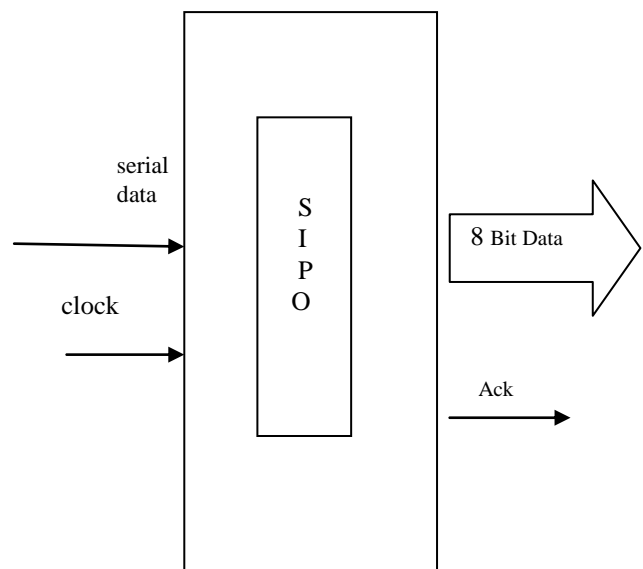 serial
data
clock
S
I
P
O
8 Bit Data
Ack